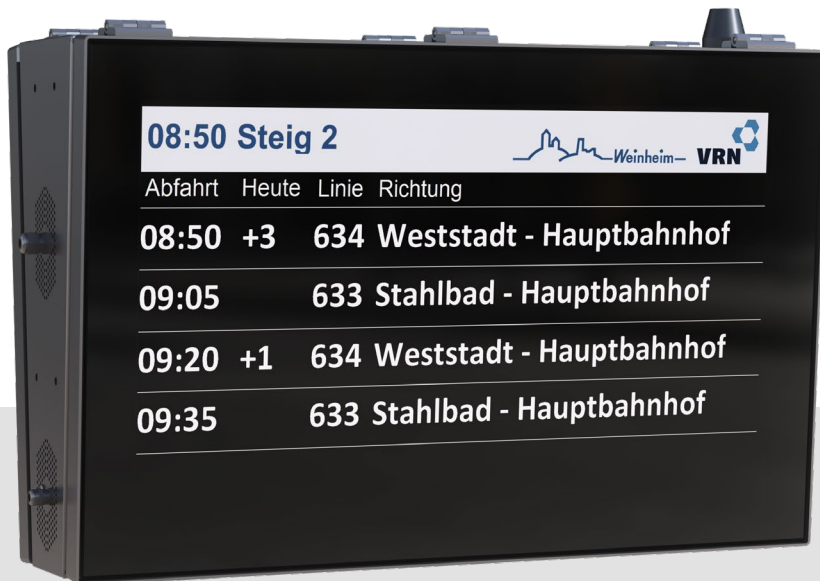 08:50 Steig 2 Weinheim VRN
Abfahrt Heute Linie Richtung
08:50 +3 634 Weststadt - Hauptbahnhof
09:05 633 Stahlbad - Hauptbahnhof
09:20 +1 634 Weststadt - Hauptbahnhof
09:35 633 Stahlbad - Hauptbahnhof